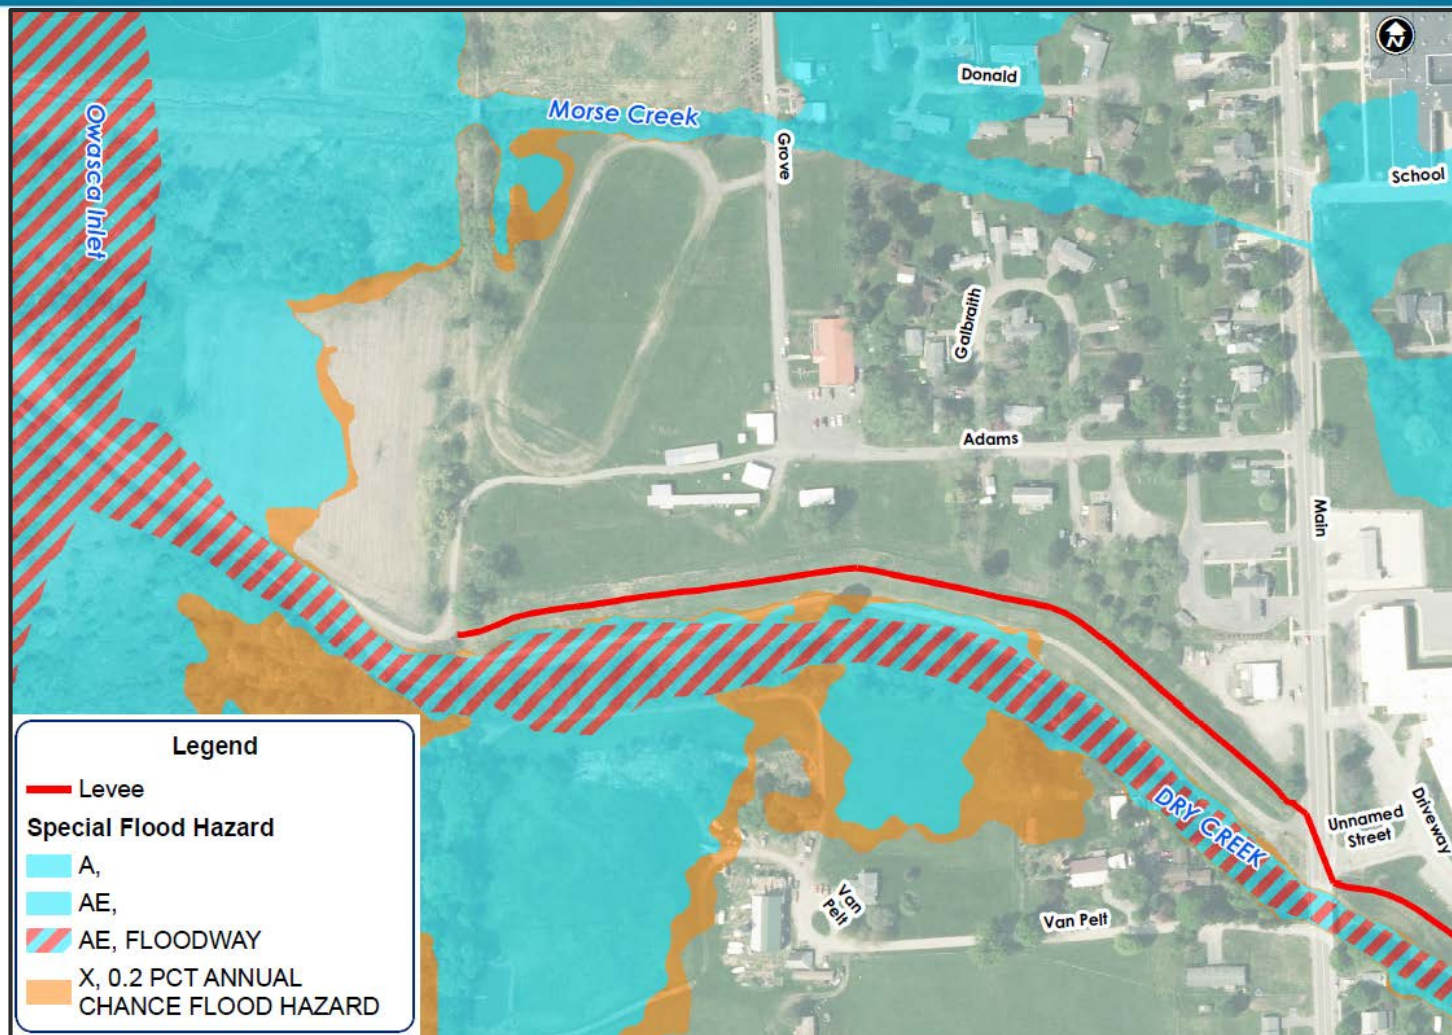 N
Donald
Morse Creek
Owasca Inlet
Grove
School
Galbraith
Adams
Main
DRY CREEK
Unnamed
Street
Driveway
Van
Pelt
Van Pelt
Legend
Levee
Special Flood Hazard
A,
AE,
AE, FLOODWAY
X, 0.2 PCT ANNUAL
CHANCE FLOOD HAZARD